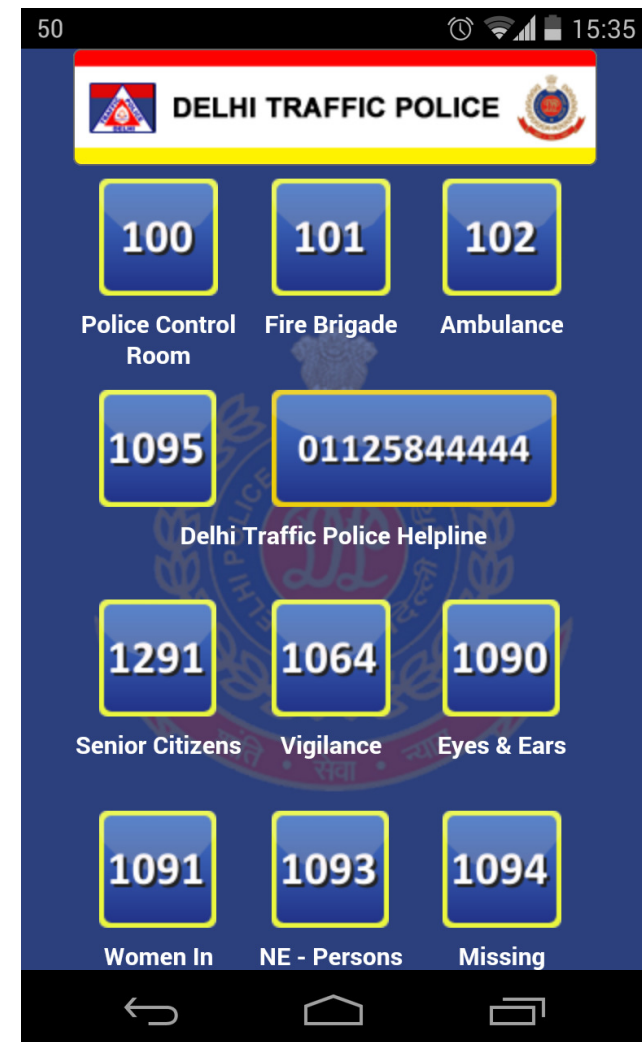 50 15:35
DELHI TRAFFIC POLICE
100 101 102
Police Control Fire Brigade Ambulance
Room
1095 01125844444
Delhi Traffic Police Helpline
1291 1064 1090
Senior Citizens Vigilance Eyes & Ears
शांति • सेवा • न्याय
1091 1093 1094
Women In NE - Persons Missing